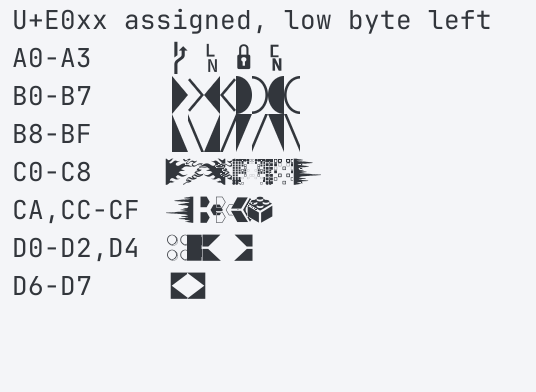 U+E0xx assigned, low byte left
A0-A3
B0-B7
B8-BF
C0-C8
CA,CC-CF
D0-D2,D4
D6-D7